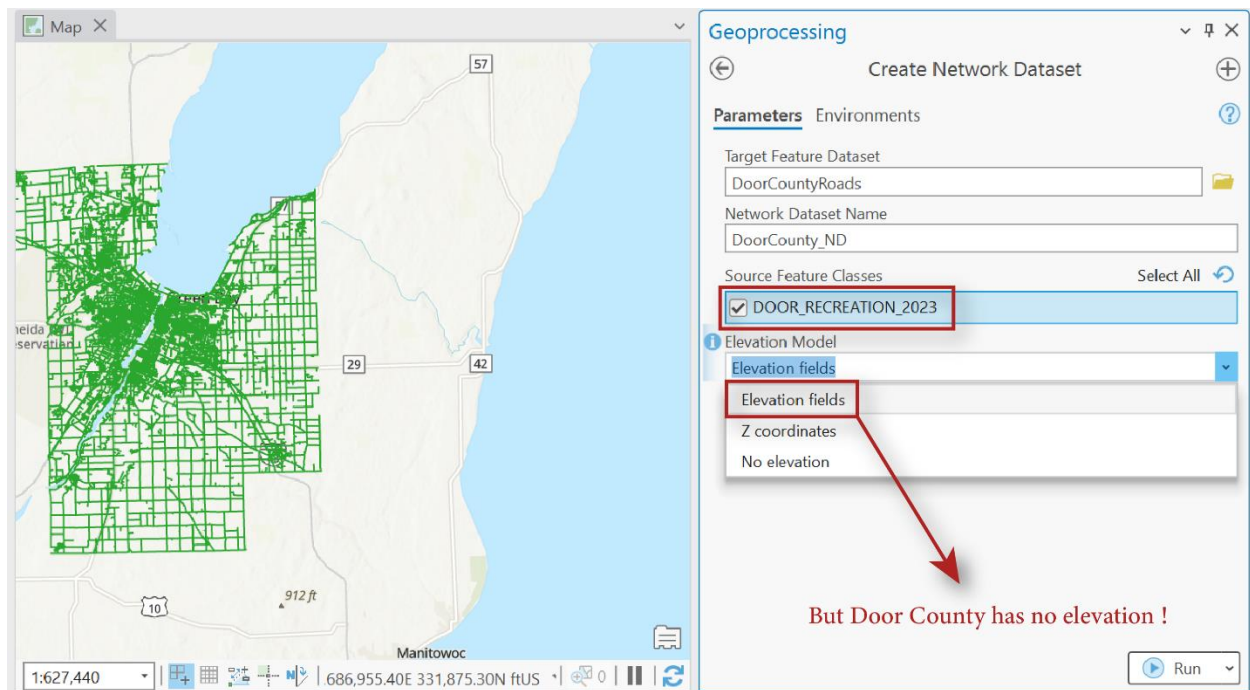 Map
57
Green Bay
29
42
10
912 ft
Manitowoc
1:627,440
686,955.40E 331,875.30N ftUS
0
Geoprocessing
Create Network Dataset
Parameters Environments
Target Feature Dataset
DoorCountyRoads
Network Dataset Name
DoorCounty_ND
Source Feature Classes Select All
DOOR_RECREATION_2023
Elevation Model
Elevation fields
Elevation fields
Z coordinates
No elevation
But Door County has no elevation !
Run